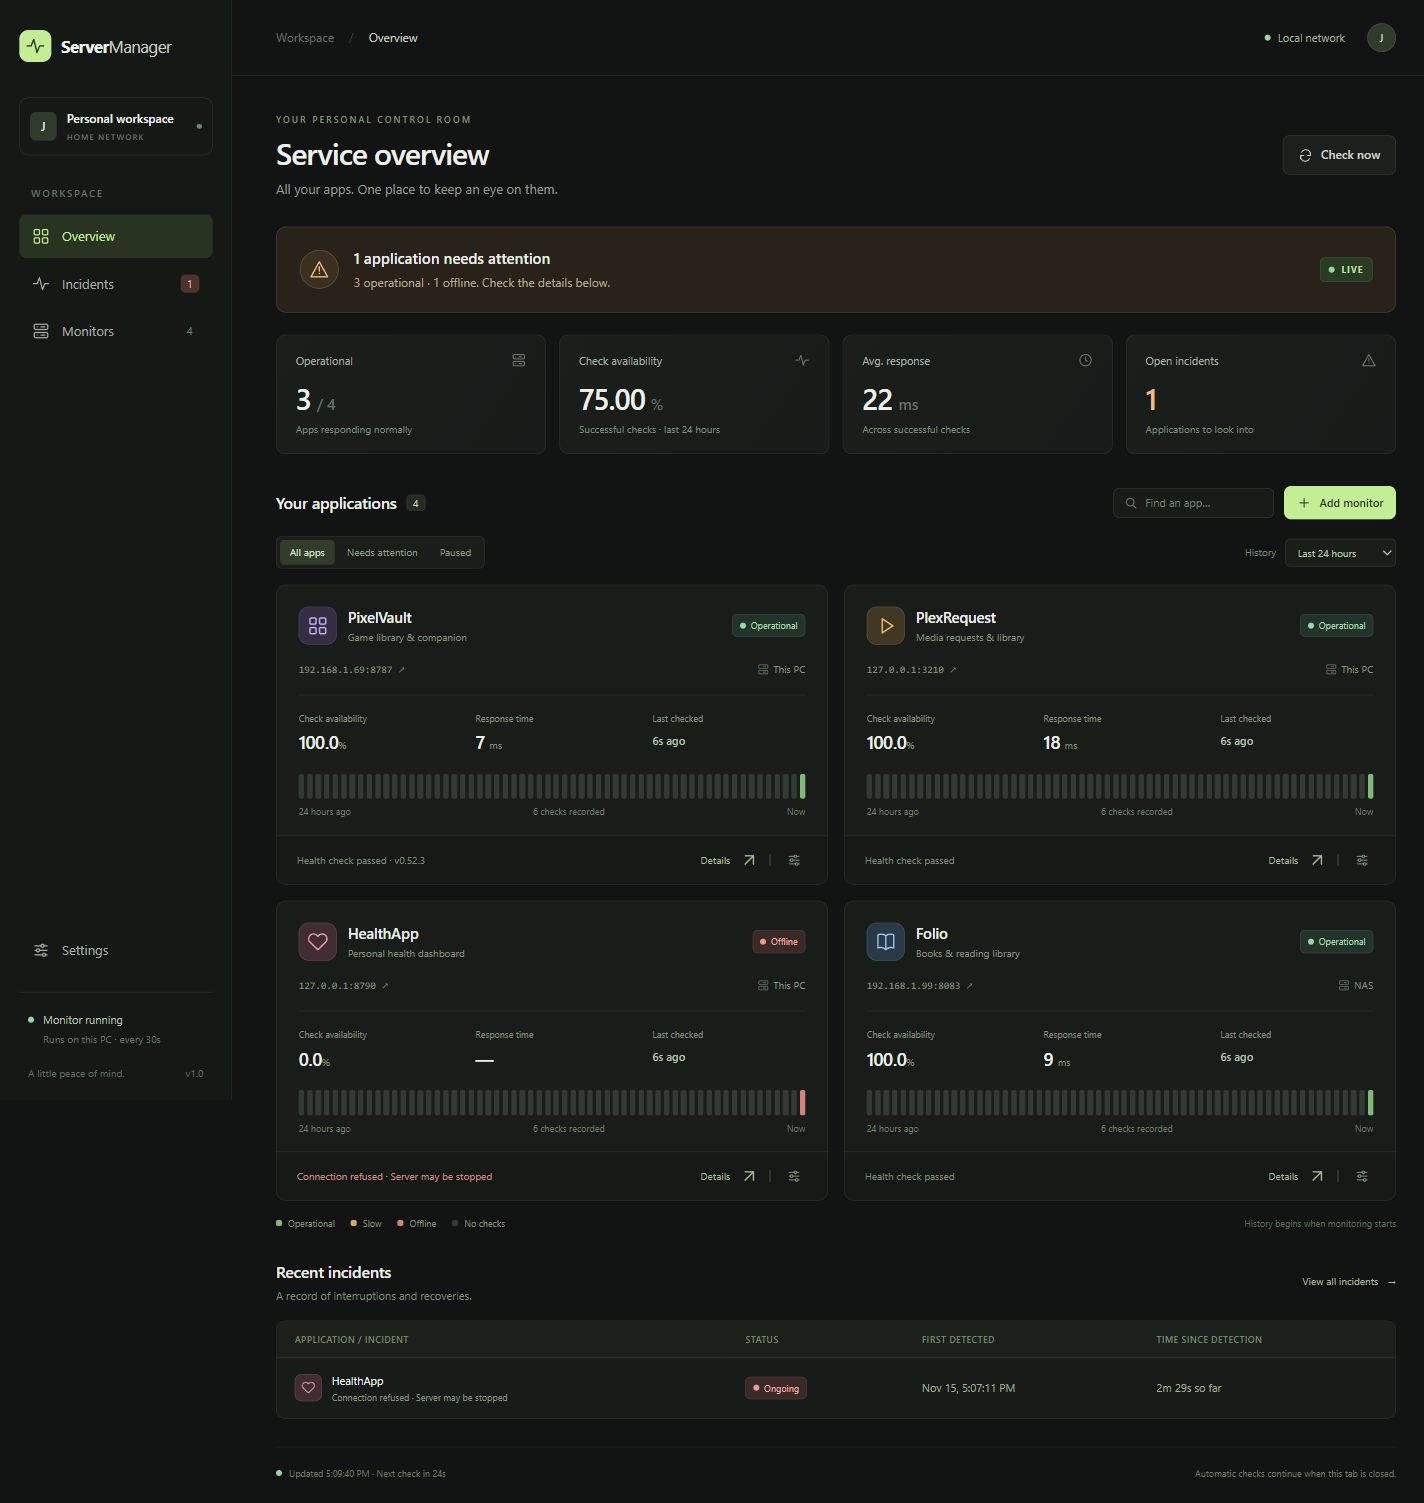 ServerManager
J
Personal workspace
HOME NETWORK
WORKSPACE
Overview
Incidents 1
Monitors 4
Settings
Monitor running
Runs on this PC · every 30s
A little peace of mind. v1.0
Workspace / Overview
Local network J
YOUR PERSONAL CONTROL ROOM
Service overview
All your apps. One place to keep an eye on them.
Check now
1 application needs attention
3 operational · 1 offline. Check the details below.
LIVE
Operational
3 / 4
Apps responding normally
Check availability
75.00 %
Successful checks · last 24 hours
Avg. response
22 ms
Across successful checks
Open incidents
1
Applications to look into
Your applications 4
Find an app...
Add monitor
All apps Needs attention Paused
History Last 24 hours
PixelVault
Game library & companion
Operational
192.168.1.69:8787 ↗ This PC
Check availability Response time Last checked
100.0% 7 ms 6s ago
24 hours ago 6 checks recorded Now
Health check passed · v0.52.3 Details
PlexRequest
Media requests & library
Operational
127.0.0.1:3210 ↗ This PC
Check availability Response time Last checked
100.0% 18 ms 6s ago
24 hours ago 6 checks recorded Now
Health check passed Details
HealthApp
Personal health dashboard
Offline
127.0.0.1:8790 ↗ This PC
Check availability Response time Last checked
0.0% — 6s ago
24 hours ago 6 checks recorded Now
Connection refused · Server may be stopped Details
Folio
Books & reading library
Operational
192.168.1.99:8083 ↗ NAS
Check availability Response time Last checked
100.0% 9 ms 6s ago
24 hours ago 6 checks recorded Now
Health check passed Details
Operational Slow Offline No checks
History begins when monitoring starts
Recent incidents
A record of interruptions and recoveries.
View all incidents →
APPLICATION / INCIDENT STATUS FIRST DETECTED TIME SINCE DETECTION
HealthApp
Connection refused · Server may be stopped
Ongoing
Nov 15, 5:07:11 PM
2m 29s so far
Updated 5:09:40 PM · Next check in 24s
Automatic checks continue when this tab is closed.